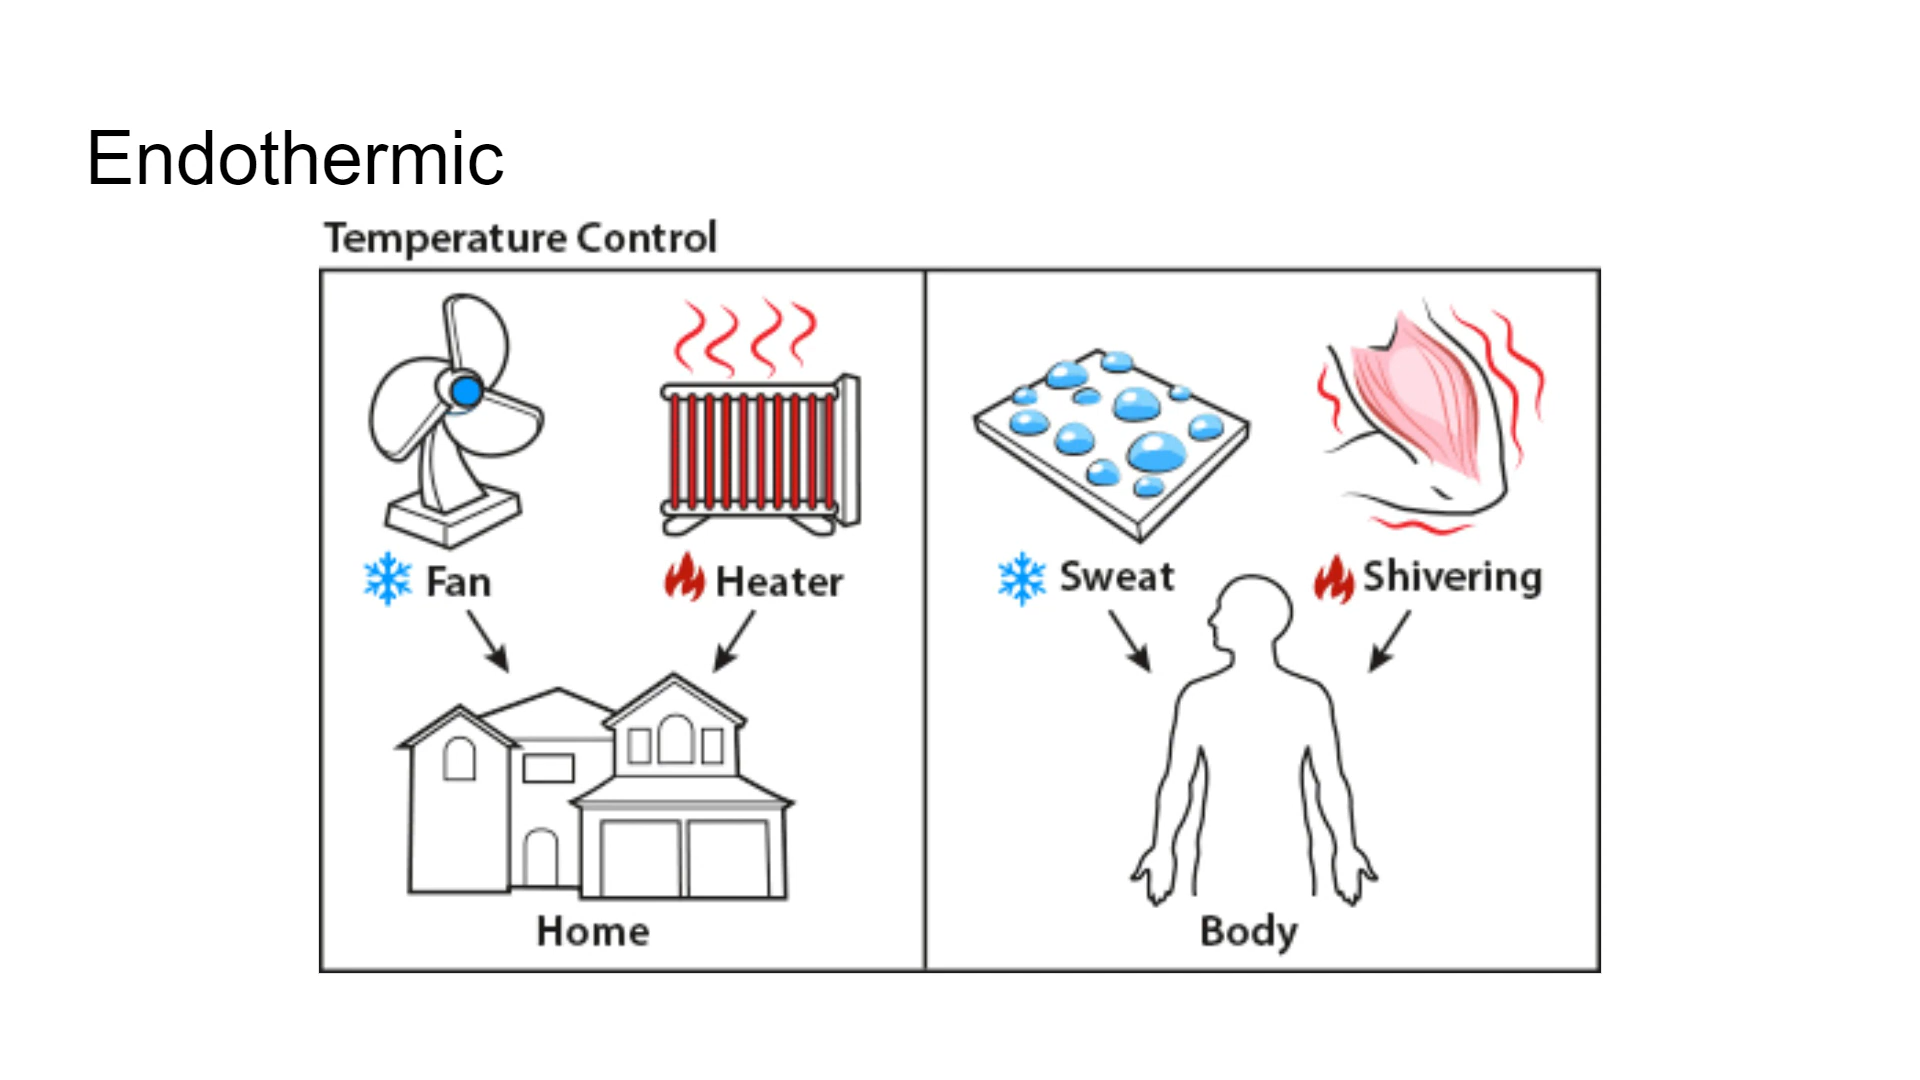 Endothermic
Temperature Control
Fan
Heater
Home
Sweat
Shivering
Body